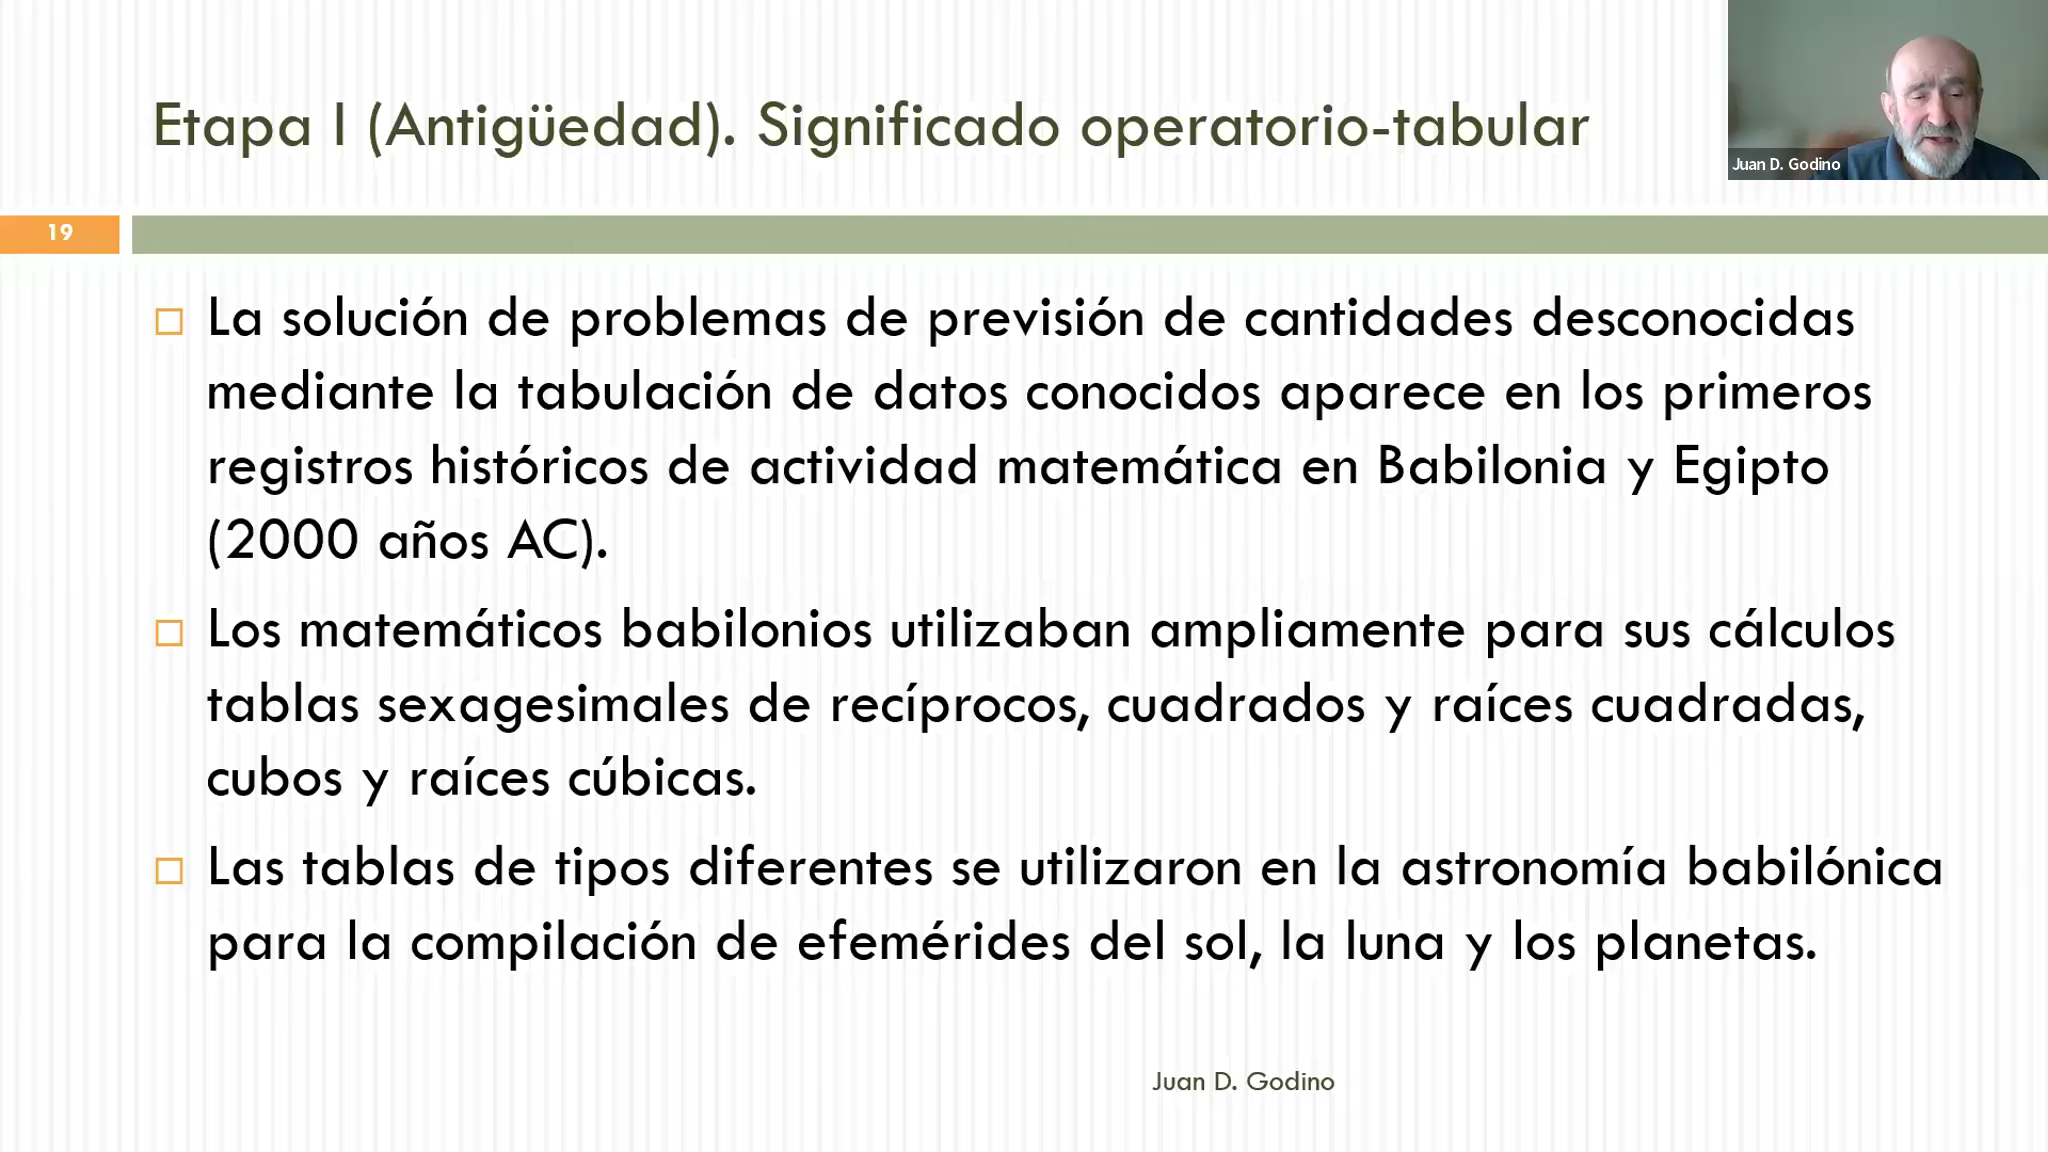 Etapa I (Antigüedad). Significado operatorio-tabular
Juan D. Godino
19
La solución de problemas de previsión de cantidades desconocidas
mediante la tabulación de datos conocidos aparece en los primeros
registros históricos de actividad matemática en Babilonia y Egipto
(2000 años AC).
Los matemáticos babilonios utilizaban ampliamente para sus cálculos
tablas sexagesimales de recíprocos, cuadrados y raíces cuadradas,
cubos y raíces cúbicas.
Las tablas de tipos diferentes se utilizaron en la astronomía babilónica
para la compilación de efemérides del sol, la luna y los planetas.
Juan D. Godino